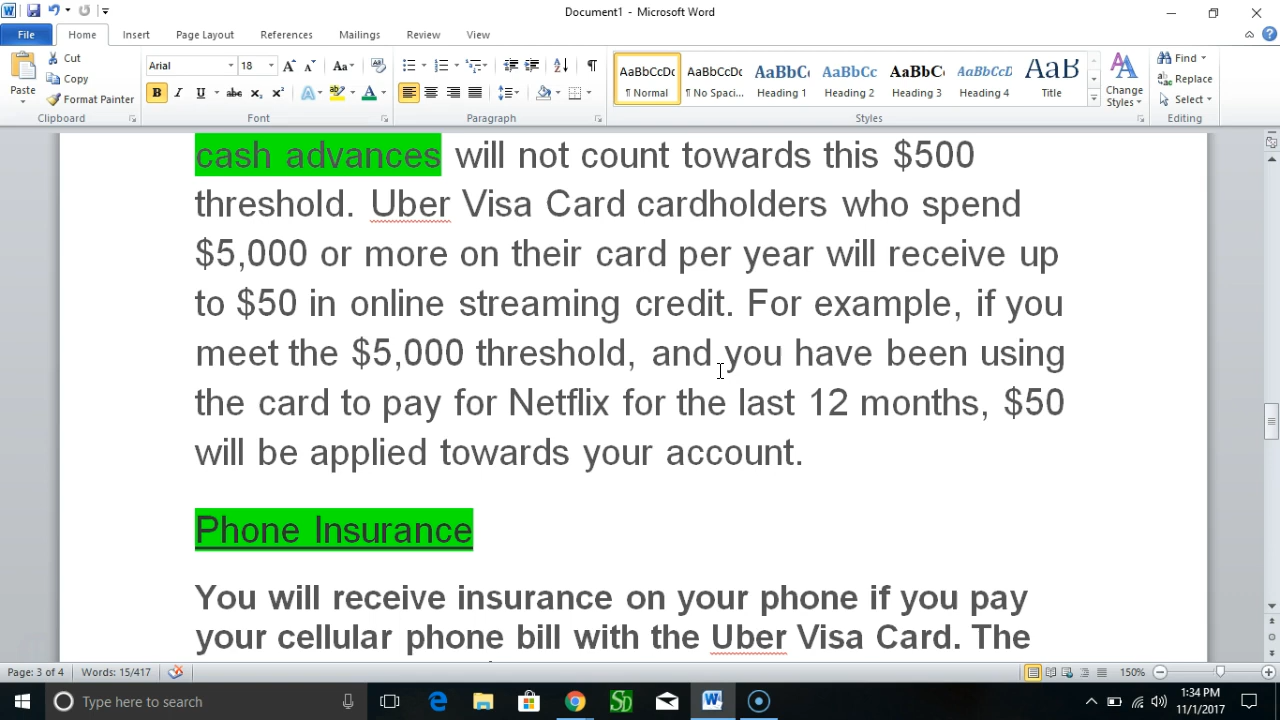 Document1 - Microsoft Word
File Home Insert Page Layout References Mailings Review View
Paste
Cut
Copy
Format Painter
Clipboard
Arial 18
Font
Paragraph
AaBbCcDc AaBbCcDc AaBbC AaBbCc AaBbC AaBbCcD AaB
¶ Normal ¶ No Spaci... Heading 1 Heading 2 Heading 3 Heading 4 Title
Change
Styles
Styles
Find
Replace
Select
Editing
cash advances will not count towards this $500
threshold. Uber Visa Card cardholders who spend
$5,000 or more on their card per year will receive up
to $50 in online streaming credit. For example, if you
meet the $5,000 threshold, and you have been using
the card to pay for Netflix for the last 12 months, $50
will be applied towards your account.
Phone Insurance
You will receive insurance on your phone if you pay
your cellular phone bill with the Uber Visa Card. The
Page: 3 of 4 Words: 15/417 150%
Type here to search
1:34 PM
11/1/2017